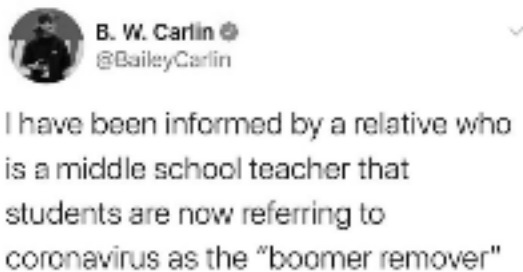 B. W. Carlin
@BaileyCarlin
I have been informed by a relative who
is a middle school teacher that
students are now referring to
coronavirus as the "boomer remover"